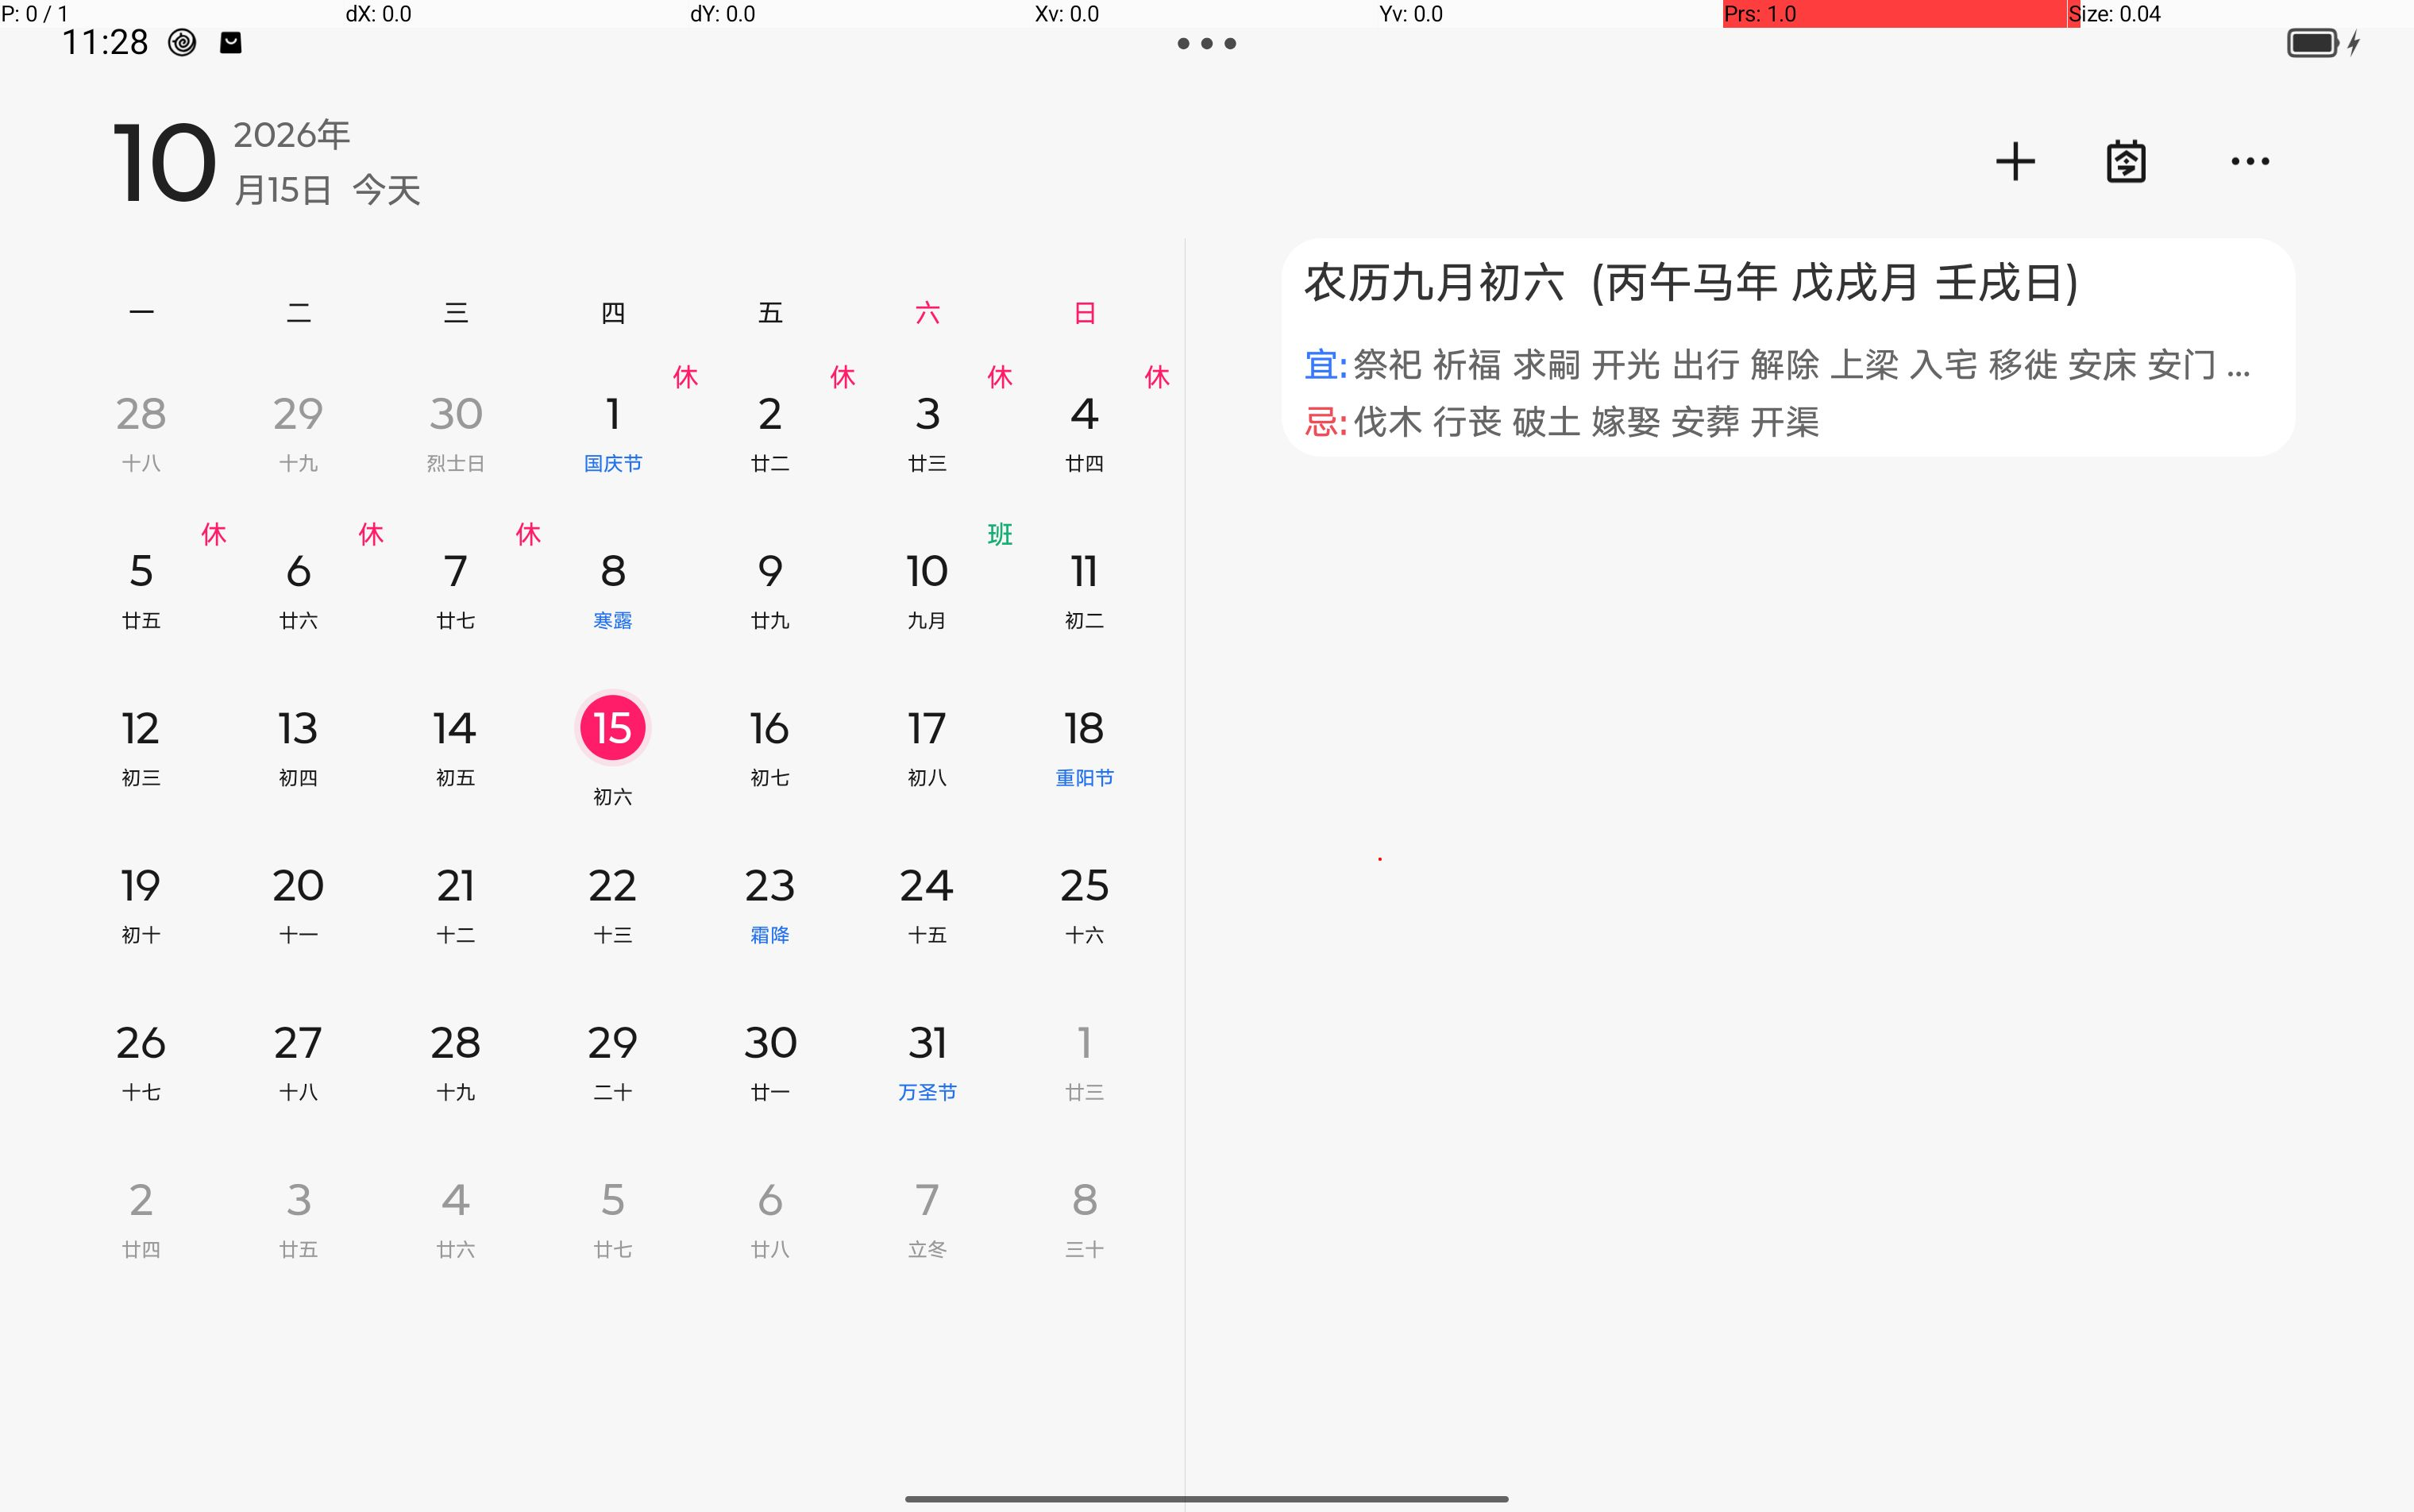 P: 0 / 1 dX: 0.0 dY: 0.0 Xv: 0.0 Yv: 0.0 Prs: 1.0 Size: 0.04
11:28
10 2026年
月15日 今天
农历九月初六 (丙午马年 戊戌月 壬戌日)
宜: 祭祀 祈福 求嗣 开光 出行 解除 上梁 入宅 移徙 安床 安门 ...
忌: 伐木 行丧 破土 嫁娶 安葬 开渠
一 二 三 四 五 六 日
休 休 休 休
28 29 30 1 2 3 4
十八 十九 烈士日 国庆节 廿二 廿三 廿四
休 休 休 班
5 6 7 8 9 10 11
廿五 廿六 廿七 寒露 廿九 九月 初二
12 13 14 15 16 17 18
初三 初四 初五 初六 初七 初八 重阳节
19 20 21 22 23 24 25
初十 十一 十二 十三 霜降 十五 十六
26 27 28 29 30 31 1
十七 十八 十九 二十 廿一 万圣节 廿三
2 3 4 5 6 7 8
廿四 廿五 廿六 廿七 廿八 立冬 三十